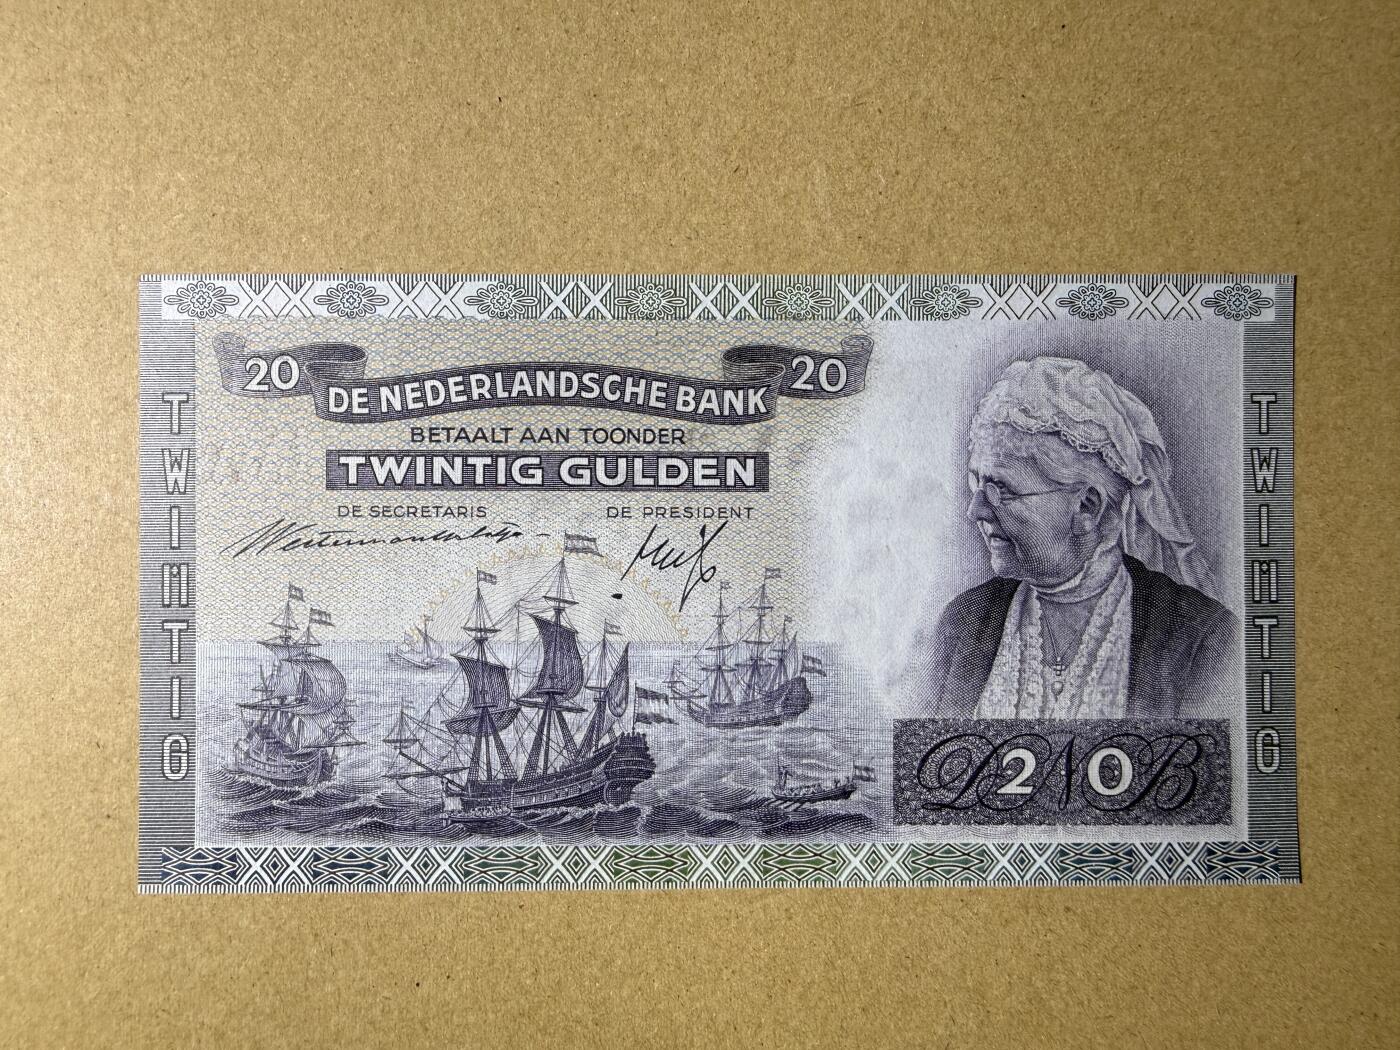 20 DE NEDERLANDSCHE BANK 20
BETAALT AAN TOONDER
TWINTIG GULDEN
DE SECRETARIS DE PRESIDENT
TWINTIG
TWINTIG
DNB
20